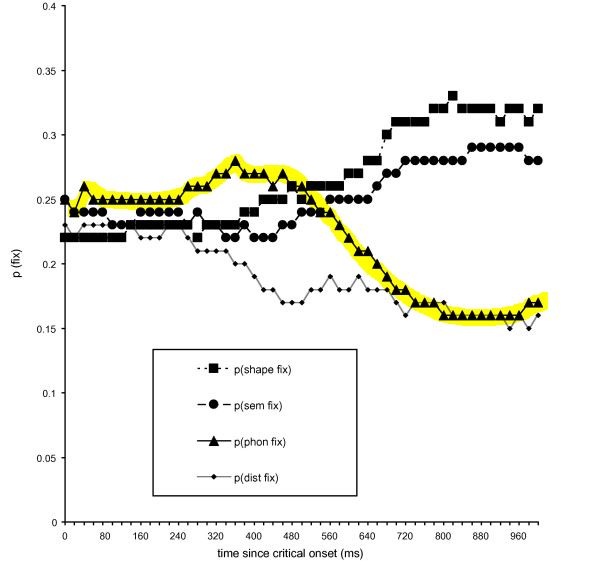 0.4
0.35
0.3
0.25
0.2
0.15
0.1
0.05
0
p (fix)
p(shape fix)
p(sem fix)
p(phon fix)
p(dist fix)
0 80 160 240 320 400 480 560 640 720 800 880 960
time since critical onset (ms)